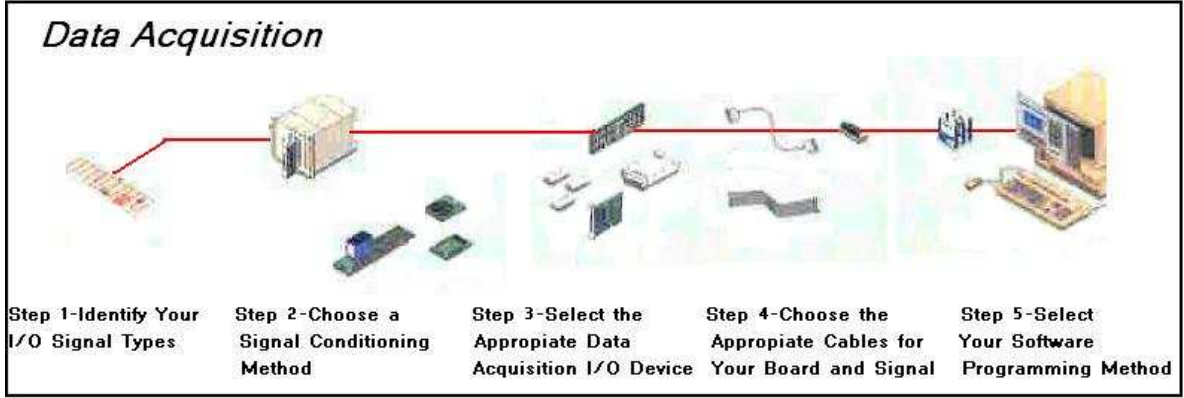 Data Acquisition
Step 1-Identify Your
I/O Signal Types
Step 2-Choose a
Signal Conditioning
Method
Step 3-Select the
Appropiate Data
Acquisition I/O Device
Step 4-Choose the
Appropiate Cables for
Your Board and Signal
Step 5-Select
Your Software
Programming Method